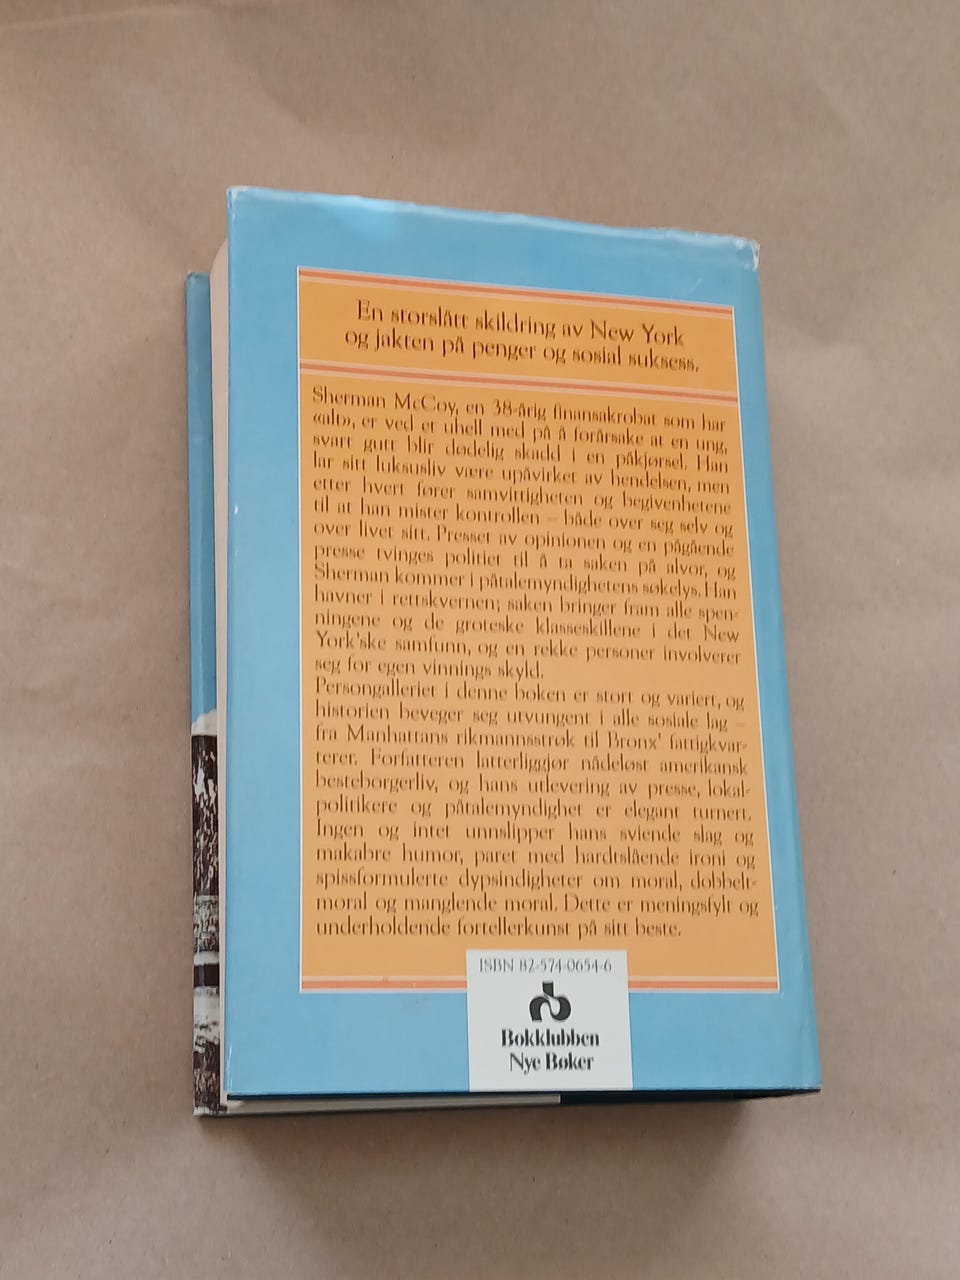 En storslått skildring av New York
og jakten på penger og sosial suksess.
Sherman McCoy, en 38-årig finansakrobat som har
«alt», er ved et uhell med på å forårsake at en ung,
svart gutt blir dødelig skadd i en påkjørsel. Han
lar sitt luksusliv være upåvirket av hendelsen, men
etter hvert fører samvittigheten og begivenhetene
til at han mister kontrollen – både over seg selv og
over livet sitt. Presset av opinionen og en pågående
presse tvinges politiet til å ta saken på alvor, og
Sherman kommer i påtalemyndighetens søkelys. Han
havner i rettskvernen; saken bringer fram alle spen-
ningene og de groteske klasseskillene i det New
York'ske samfunn, og en rekke personer involverer
seg for egen vinnings skyld.
Persongalleriet i denne boken er stort og variert, og
historien beveger seg utvungent i alle sosiale lag –
fra Manhattans rikmannsstrøk til Bronx' fattigkvar-
terer. Forfatteren latterliggjør nådeløst amerikansk
besteborgerliv, og hans utlevering av presse, lokal-
politikere og påtalemyndighet er elegant turnert.
Ingen og intet unnslipper hans sviende slag og
makabre humor, paret med hardtslående ironi og
spissformulerte dypsindigheter om moral, dobbelt-
moral og manglende moral. Dette er meningsfylt og
underholdende fortellerkunst på sitt beste.
ISBN 82-574-0654-6
Bokklubben
Nye Bøker